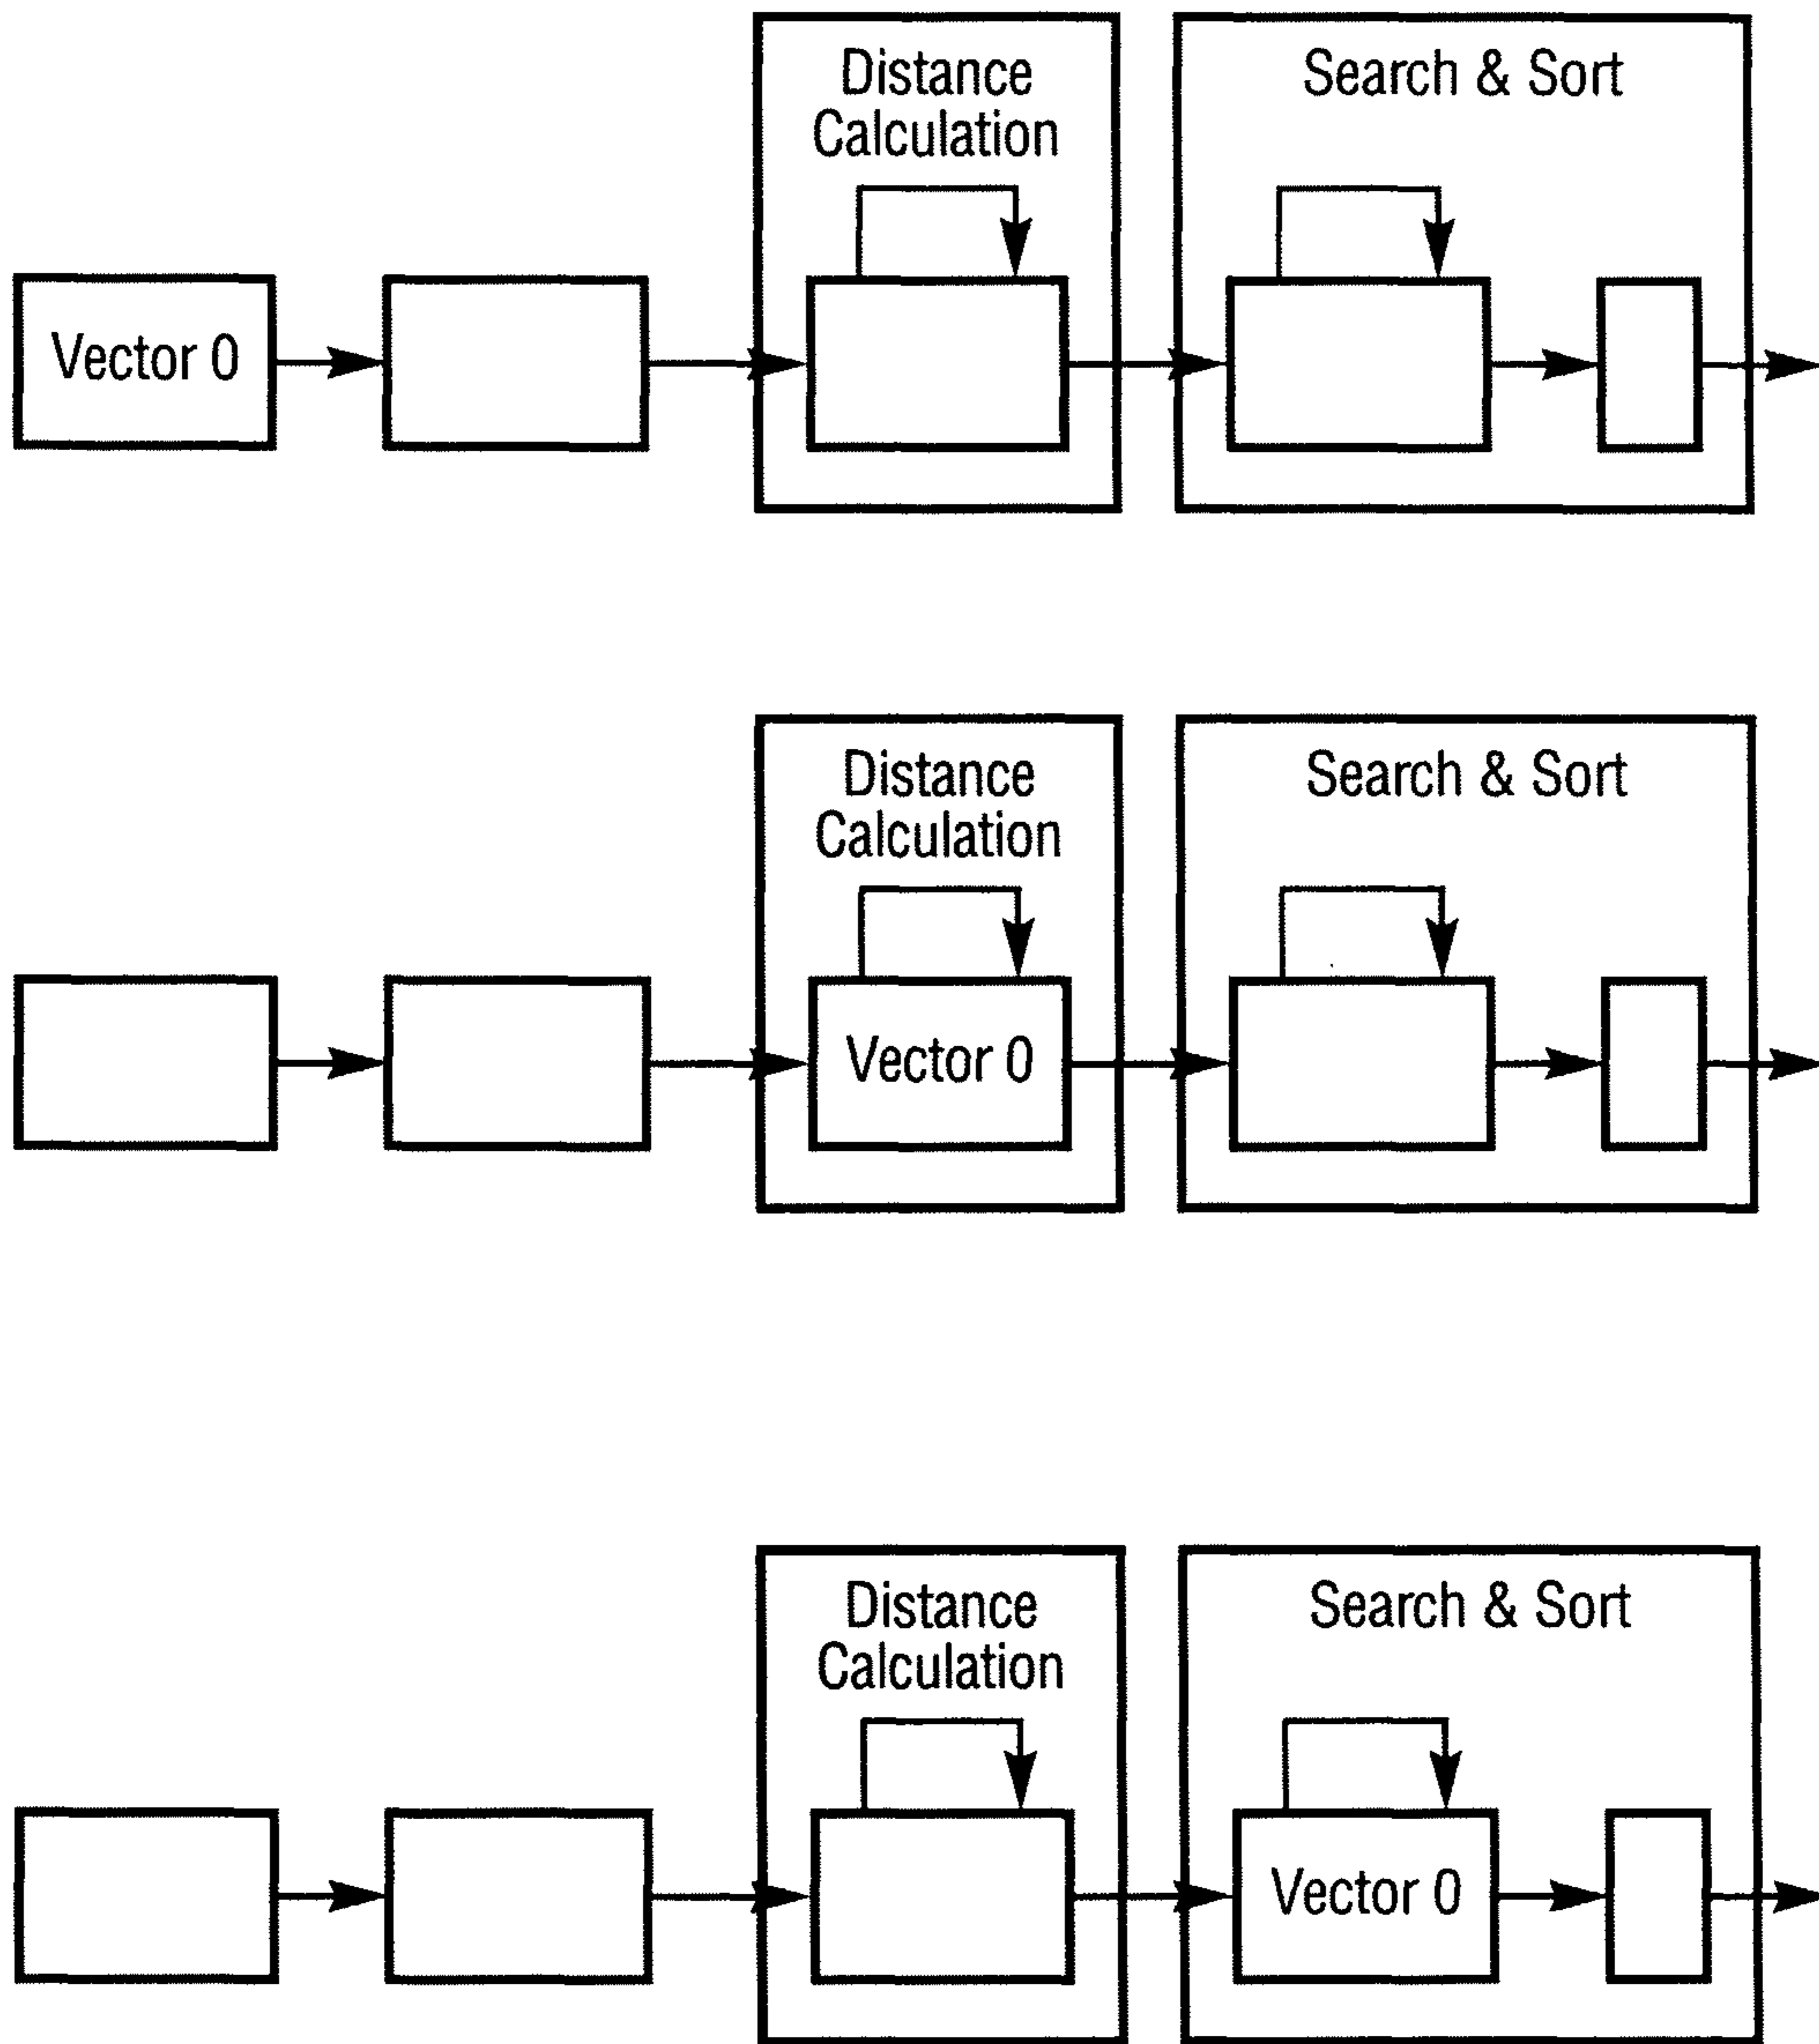 Distance
Calculation
Search & Sort
Vector 0
Distance
Calculation
Search & Sort
Vector 0
Distance
Calculation
Search & Sort
Vector 0